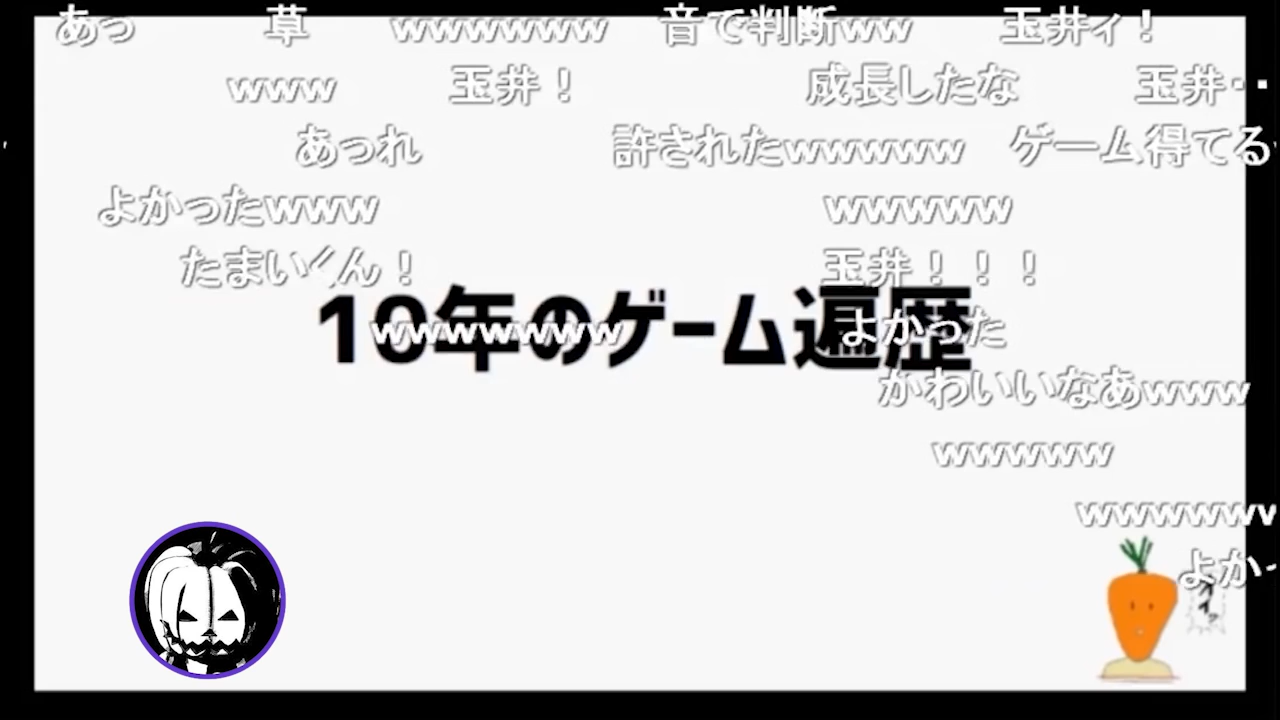 あっ 草 wwwwwww 音で判断ww 玉井ィ！
www 玉井！ 成長したな 玉井‥
あっれ 許されたwwwwww ゲーム得てる
よかったwww wwwwww
たまいくん！ 玉井！！！
10年のゲーム遍歴
wwwwwww よかった
かわいいなあwww
wwwww
wwwwww
よか